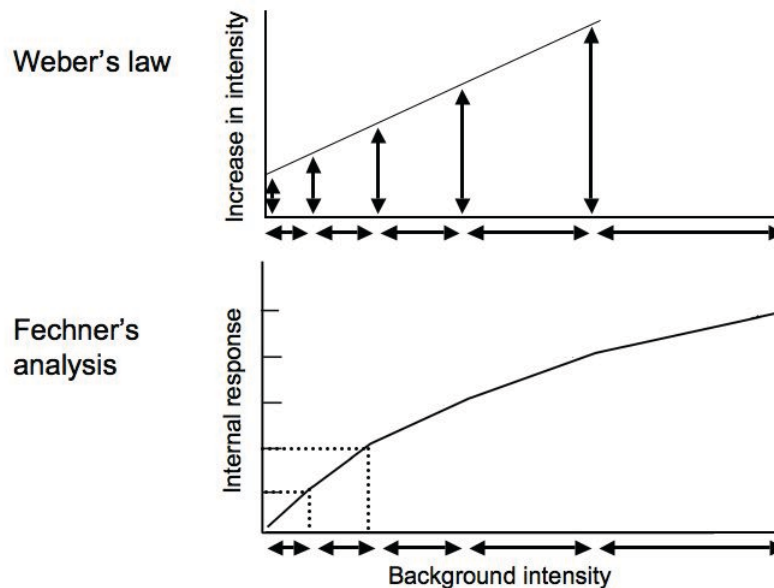 Weber's law
Increase in intensity
Fechner's
analysis
Internal response
Background intensity